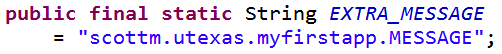 public final static String EXTRA_MESSAGE
= "scottm.utexas.myfirstapp.MESSAGE";